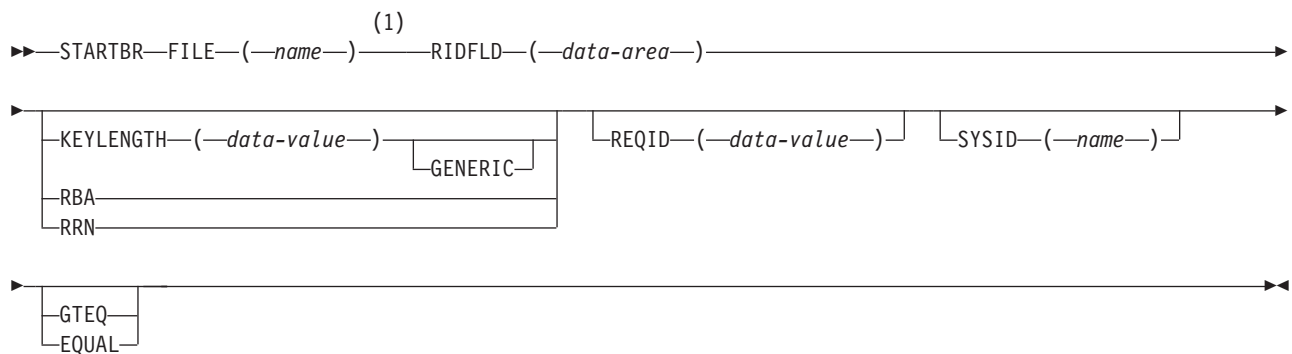 (1)
STARTBR FILE ( name ) RIDFLD ( data-area )
KEYLENGTH ( data-value ) REQID ( data-value ) SYSID ( name )
GENERIC
RBA
RRN
GTEQ
EQUAL